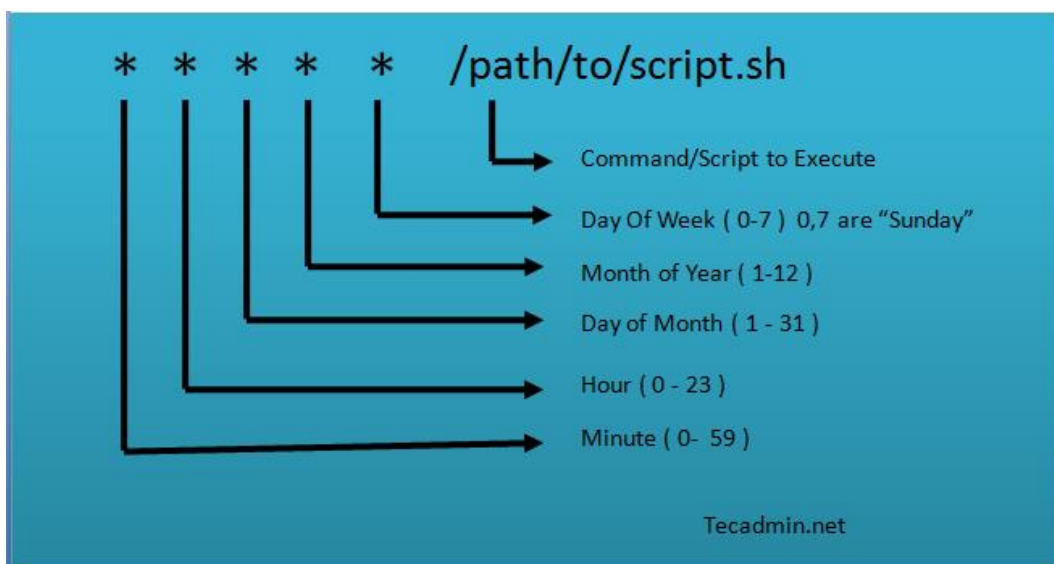 * * * * * /path/to/script.sh
Command/Script to Execute
Day Of Week ( 0-7 ) 0,7 are “Sunday”
Month of Year ( 1-12 )
Day of Month ( 1 - 31 )
Hour ( 0 - 23 )
Minute ( 0- 59 )
Tecadmin.net